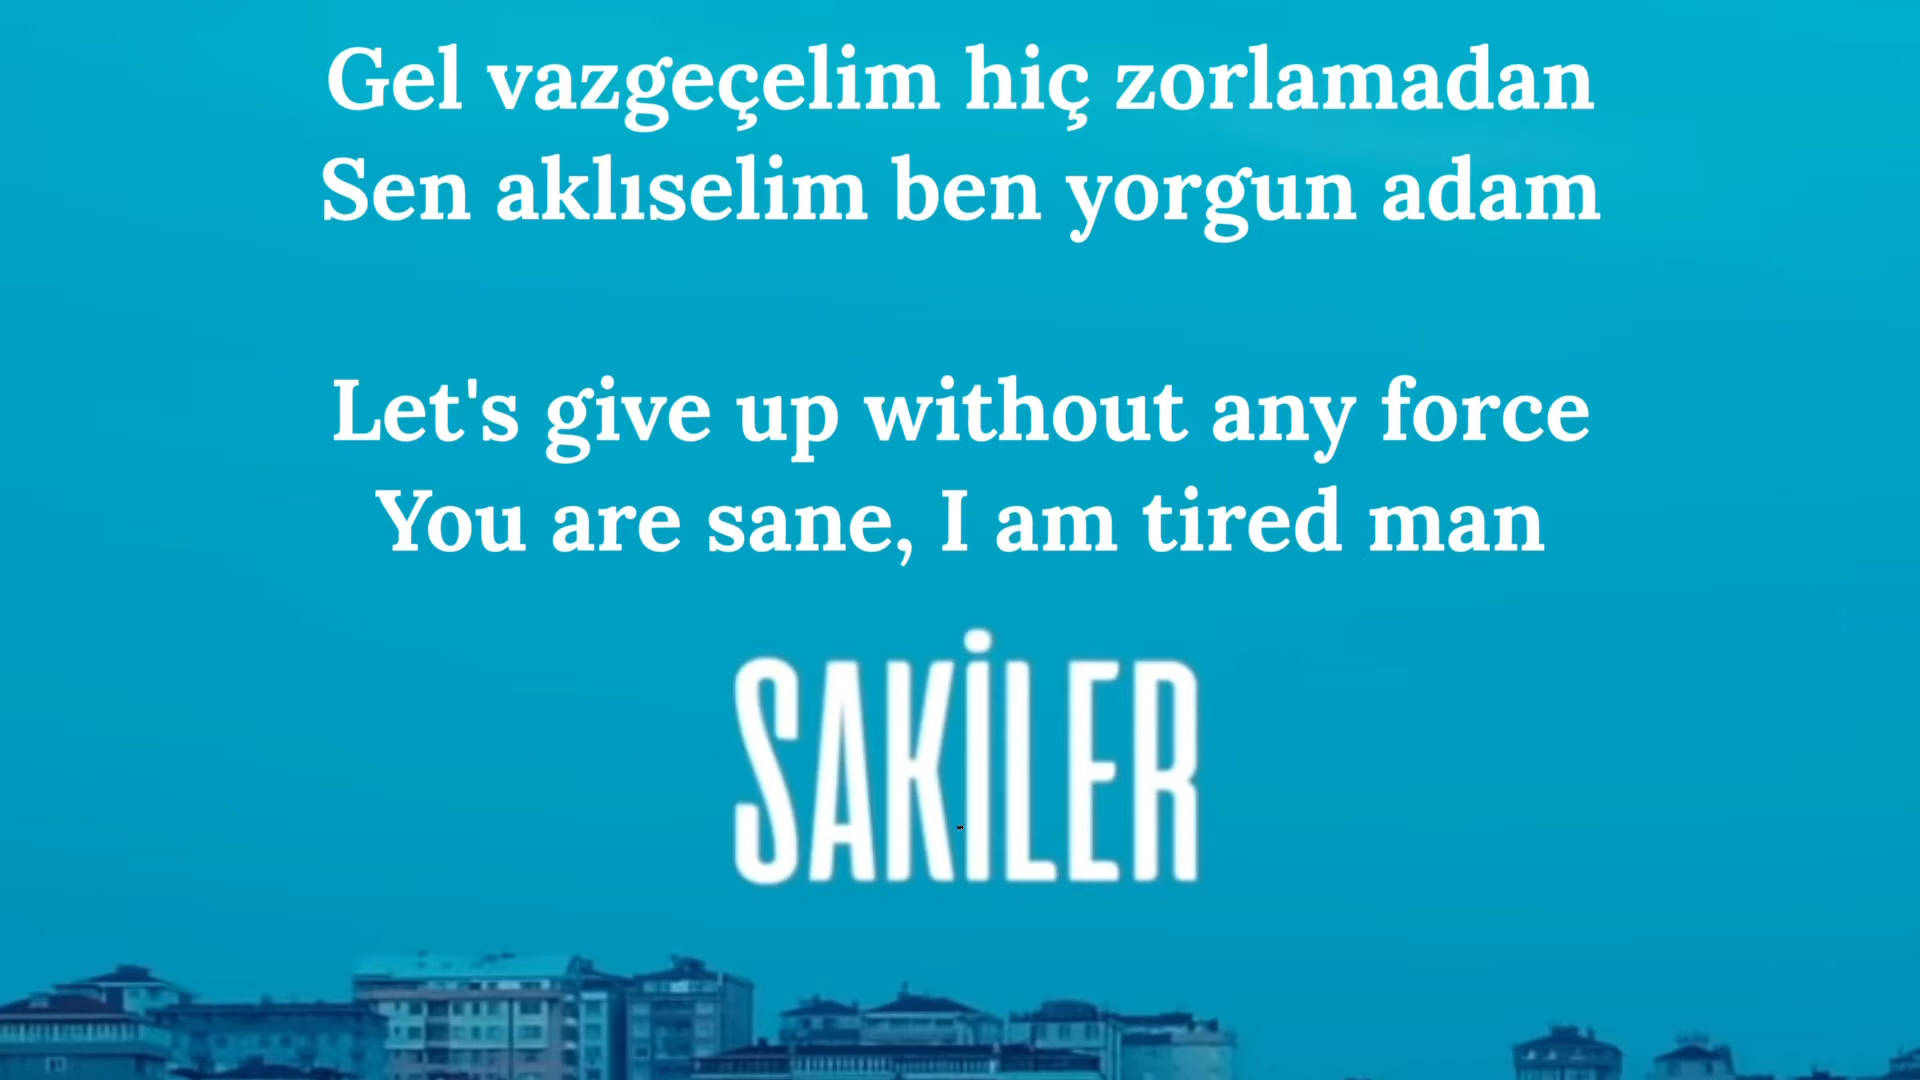 Gel vazgeçelim hiç zorlamadan
Sen aklıselim ben yorgun adam
Let's give up without any force
You are sane, I am tired man
SAKİLER